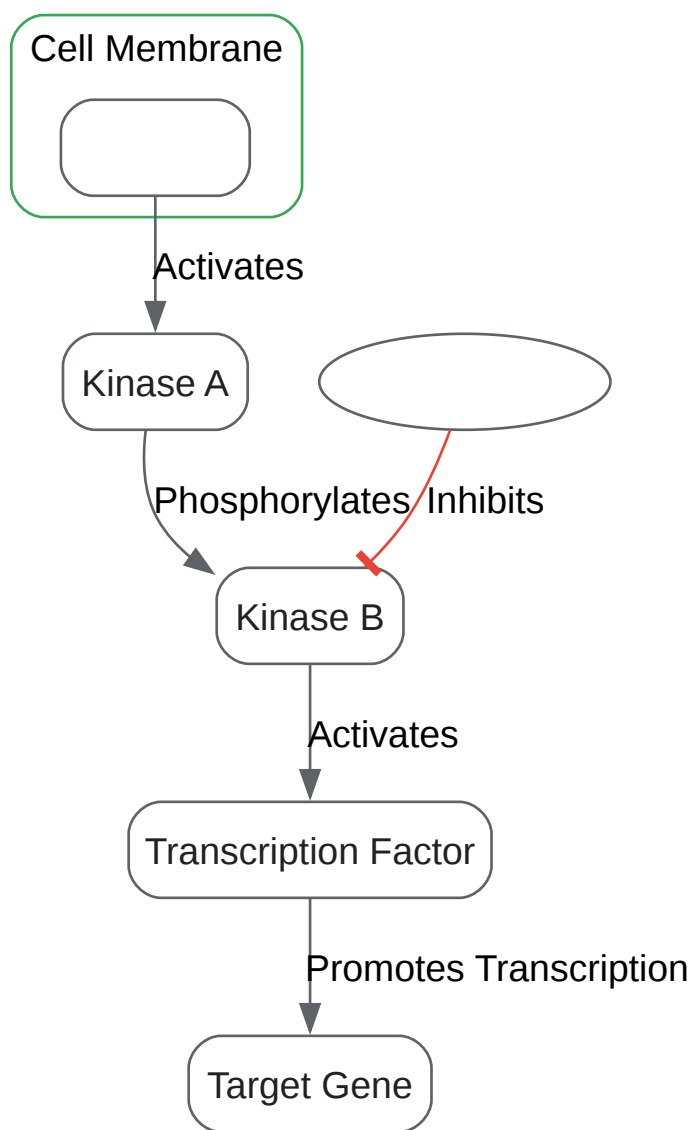 Cell Membrane
Activates
Kinase A
Phosphorylates
Inhibits
Kinase B
Activates
Transcription Factor
Promotes Transcription
Target Gene